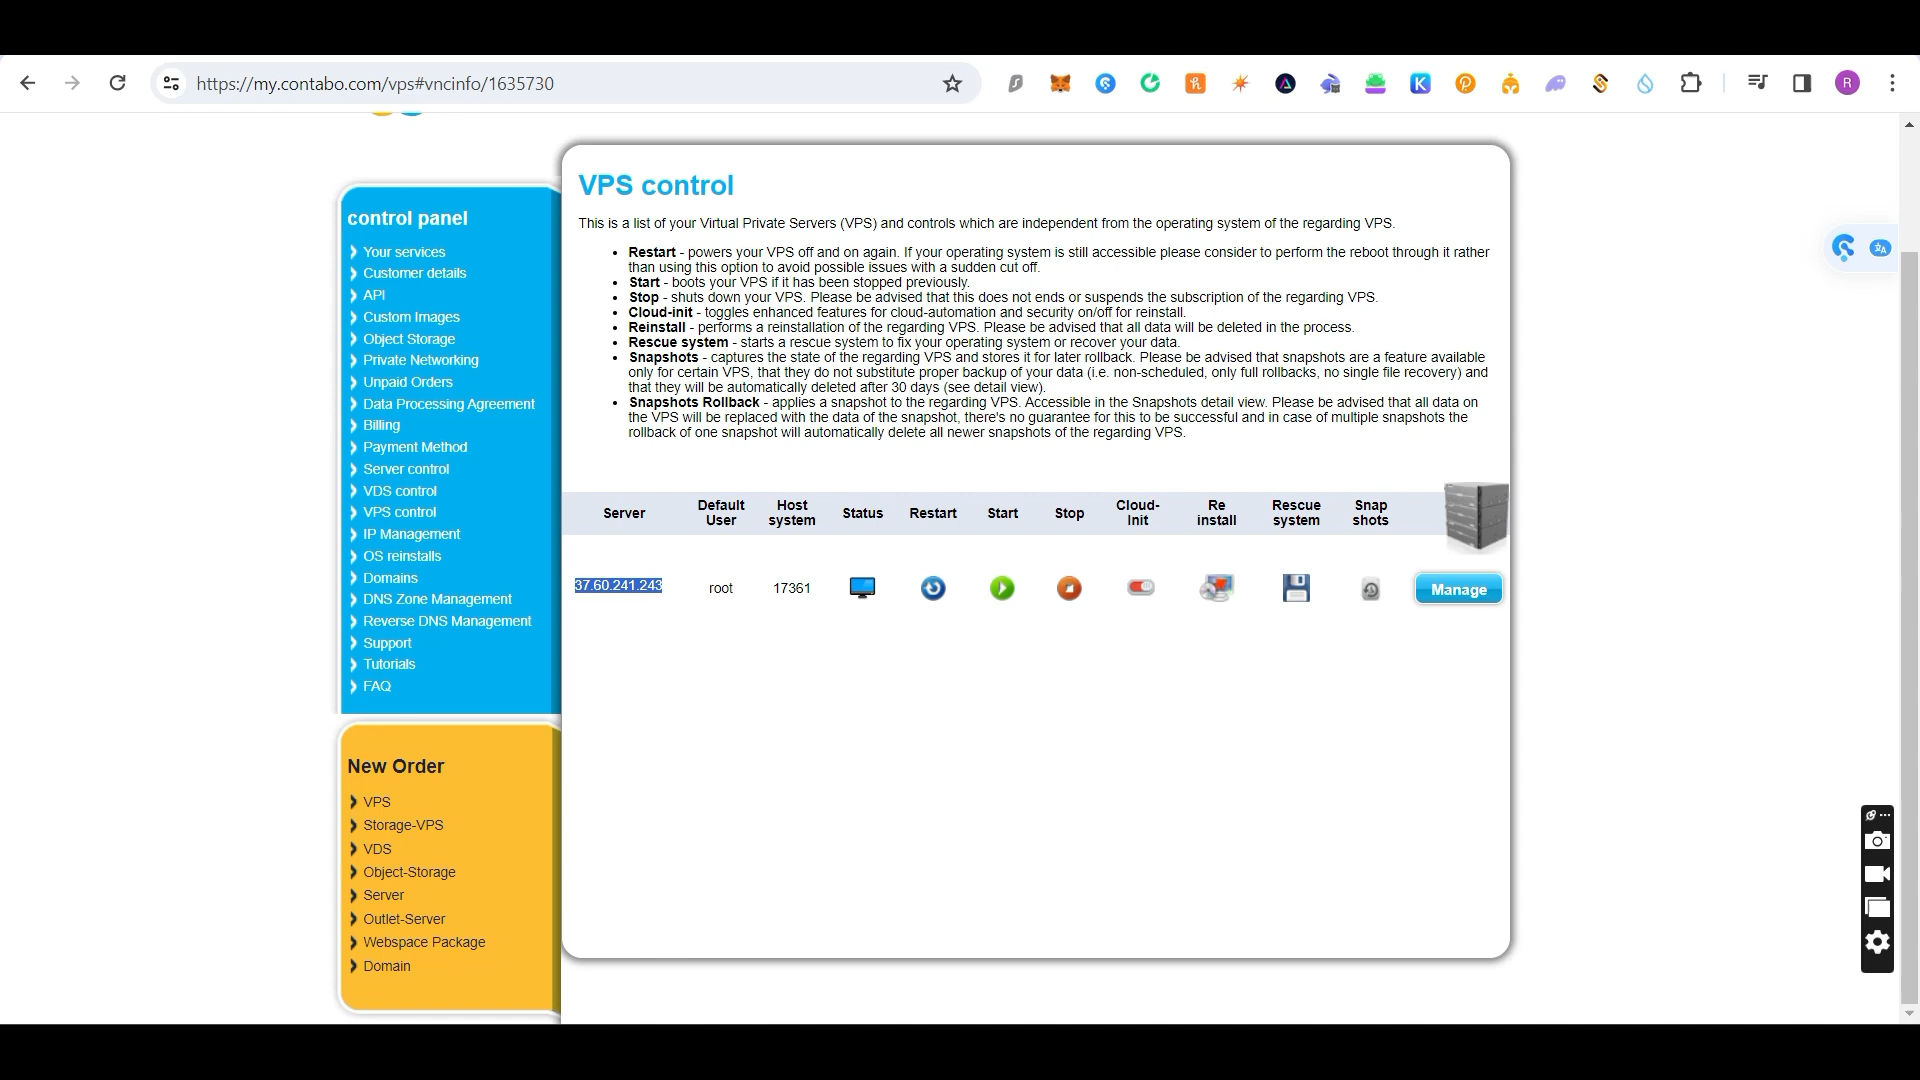 https://my.contabo.com/vps#vncinfo/1635730
R
control panel
Your services
Customer details
API
Custom Images
Object Storage
Private Networking
Unpaid Orders
Data Processing Agreement
Billing
Payment Method
Server control
VDS control
VPS control
IP Management
OS reinstalls
Domains
DNS Zone Management
Reverse DNS Management
Support
Tutorials
FAQ
New Order
VPS
Storage-VPS
VDS
Object-Storage
Server
Outlet-Server
Webspace Package
Domain
VPS control
This is a list of your Virtual Private Servers (VPS) and controls which are independent from the operating system of the regarding VPS.
Restart - powers your VPS off and on again. If your operating system is still accessible please consider to perform the reboot through it rather
than using this option to avoid possible issues with a sudden cut off.
Start - boots your VPS if it has been stopped previously.
Stop - shuts down your VPS. Please be advised that this does not ends or suspends the subscription of the regarding VPS.
Cloud-init - toggles enhanced features for cloud-automation and security on/off for reinstall.
Reinstall - performs a reinstallation of the regarding VPS. Please be advised that all data will be deleted in the process.
Rescue system - starts a rescue system to fix your operating system or recover your data.
Snapshots - captures the state of the regarding VPS and stores it for later rollback. Please be advised that snapshots are a feature available
only for certain VPS, that they do not substitute proper backup of your data (i.e. non-scheduled, only full rollbacks, no single file recovery) and
that they will be automatically deleted after 30 days (see detail view).
Snapshots Rollback - applies a snapshot to the regarding VPS. Accessible in the Snapshots detail view. Please be advised that all data on
the VPS will be replaced with the data of the snapshot, there's no guarantee for this to be successful and in case of multiple snapshots the
rollback of one snapshot will automatically delete all newer snapshots of the regarding VPS.
Server Default User Host system Status Restart Start Stop Cloud-Init Re install Rescue system Snap shots
37.60.241.243 root 17361 Manage